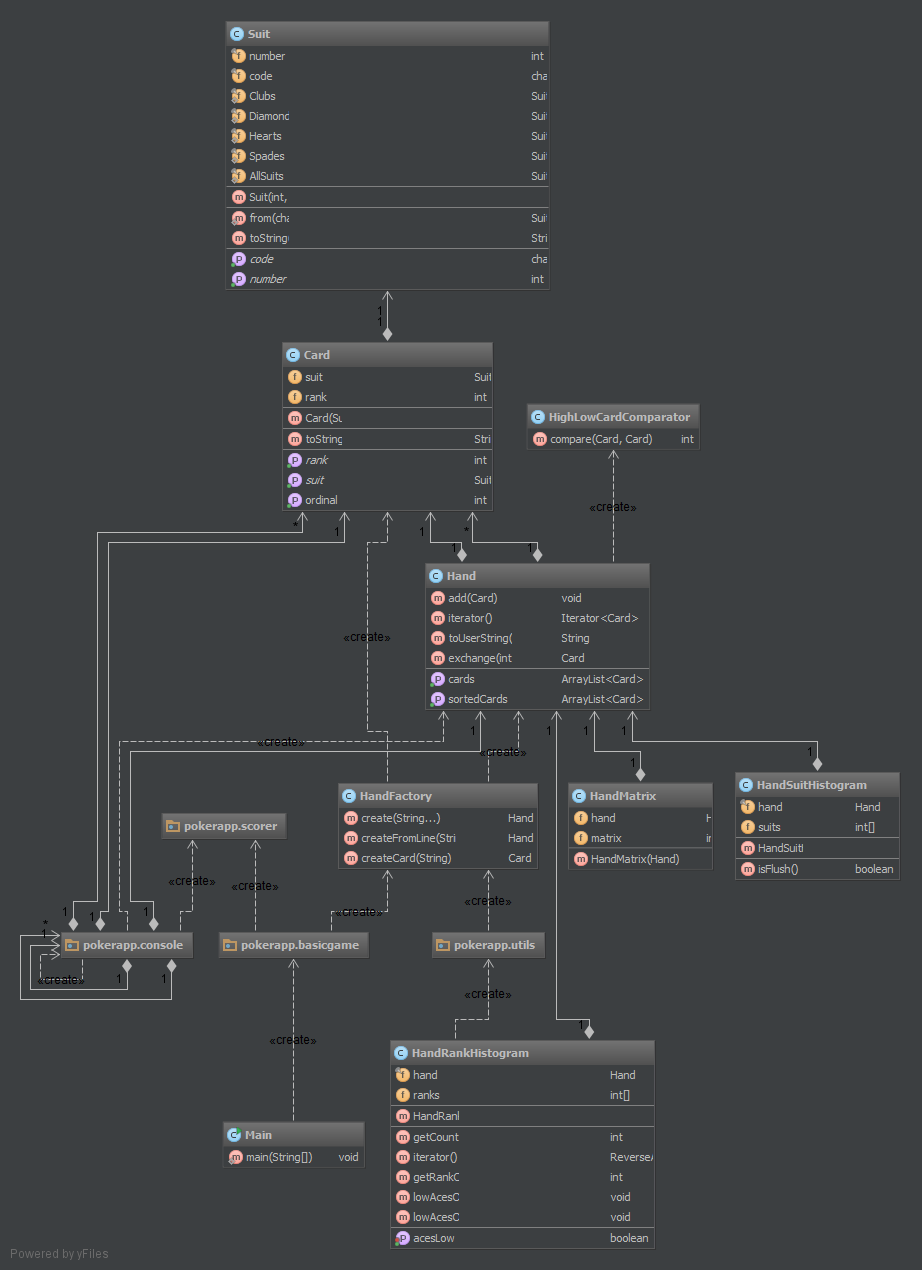 Suit
number int
code cha
Clubs Suit
Diamond Suit
Hearts Suit
Spades Suit
AllSuits Suit
Suit(int,
from(cha Suit
toString( Stri
code cha
number int
1
1
Card
suit Suit
rank int
Card(Su
toString Stri
rank int
suit Suit
ordinal int
HighLowCardComparator
compare(Card, Card) int
* 1 1 *
«create»
1 1
Hand
add(Card) void
iterator() Iterator<Card>
toUserString( String
exchange(int Card
cards ArrayList<Card>
sortedCards ArrayList<Card>
«create»
1 1 1 1
«create» «create»
1 1
HandFactory
create(String...) Hand
createFromLine(Stri Hand
createCard(String) Card
HandMatrix
hand H
matrix in
HandMatrix(Hand)
HandSuitHistogram
hand Hand
suits int[]
HandSuitH
isFlush() boolean
pokerapp.scorer
«create» «create»
«create» «create»
1 1 1
*
1
pokerapp.console
pokerapp.basicgame
pokerapp.utils
«create» 1 1
«create»
1
«create»
HandRankHistogram
hand Hand
ranks int[]
HandRanl
getCount int
iterator() ReverseA
getRankC int
lowAcesO void
lowAcesO void
acesLow boolean
Main
main(String[]) void
Powered by yFiles